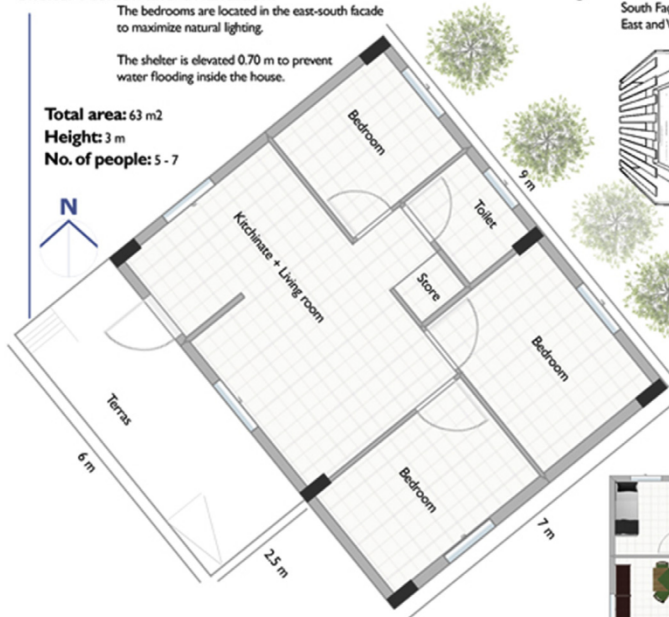 The bedrooms are located in the east-south facade
to maximize natural lighting.
The shelter is elevated 0.70 m to prevent
water flooding inside the house.
South
East and
Total area: 63 m2
Height: 3 m
No. of people: 5 - 7
N
Bedroom
9 m
Toilet
Kitchinate + Living room
Store
Bedroom
Terras
Bedroom
6 m
7 m
2.5 m